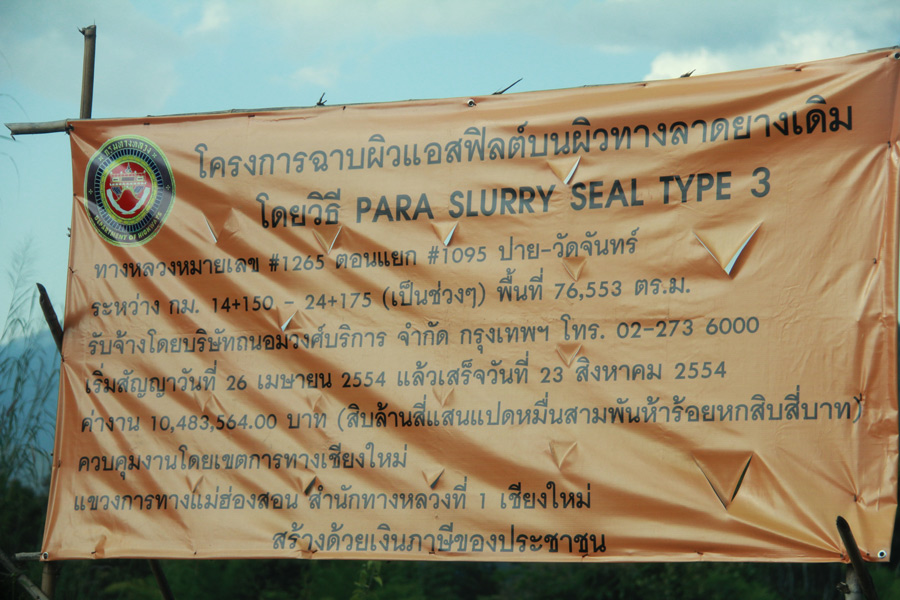 กรมทางหลวง
DEPARTMENT OF HIGHWAYS
โครงการฉาบผิวแอสฟัลต์บนผิวทางลาดยางเดิม
โดยวิธี PARA SLURRY SEAL TYPE 3
ทางหลวงหมายเลข #1265 ตอนแยก #1095 ปาย-วัดจันทร์
ระหว่าง กม. 14+150 - 24+175 (เป็นช่วงๆ) พื้นที่ 76,553 ตร.ม.
รับจ้างโดยบริษัทถนอมวงศ์บริการ จำกัด กรุงเทพฯ โทร. 02-273 6000
เริ่มสัญญาวันที่ 26 เมษายน 2554 แล้วเสร็จวันที่ 23 สิงหาคม 2554
ค่างาน 10,483,564.00 บาท (สิบล้านสี่แสนแปดหมื่นสามพันห้าร้อยหกสิบสี่บาท)
ควบคุมงานโดยเขตการทางเชียงใหม่
แขวงการทางแม่ฮ่องสอน สำนักทางหลวงที่ 1 เชียงใหม่
สร้างด้วยเงินภาษีของประชาชน